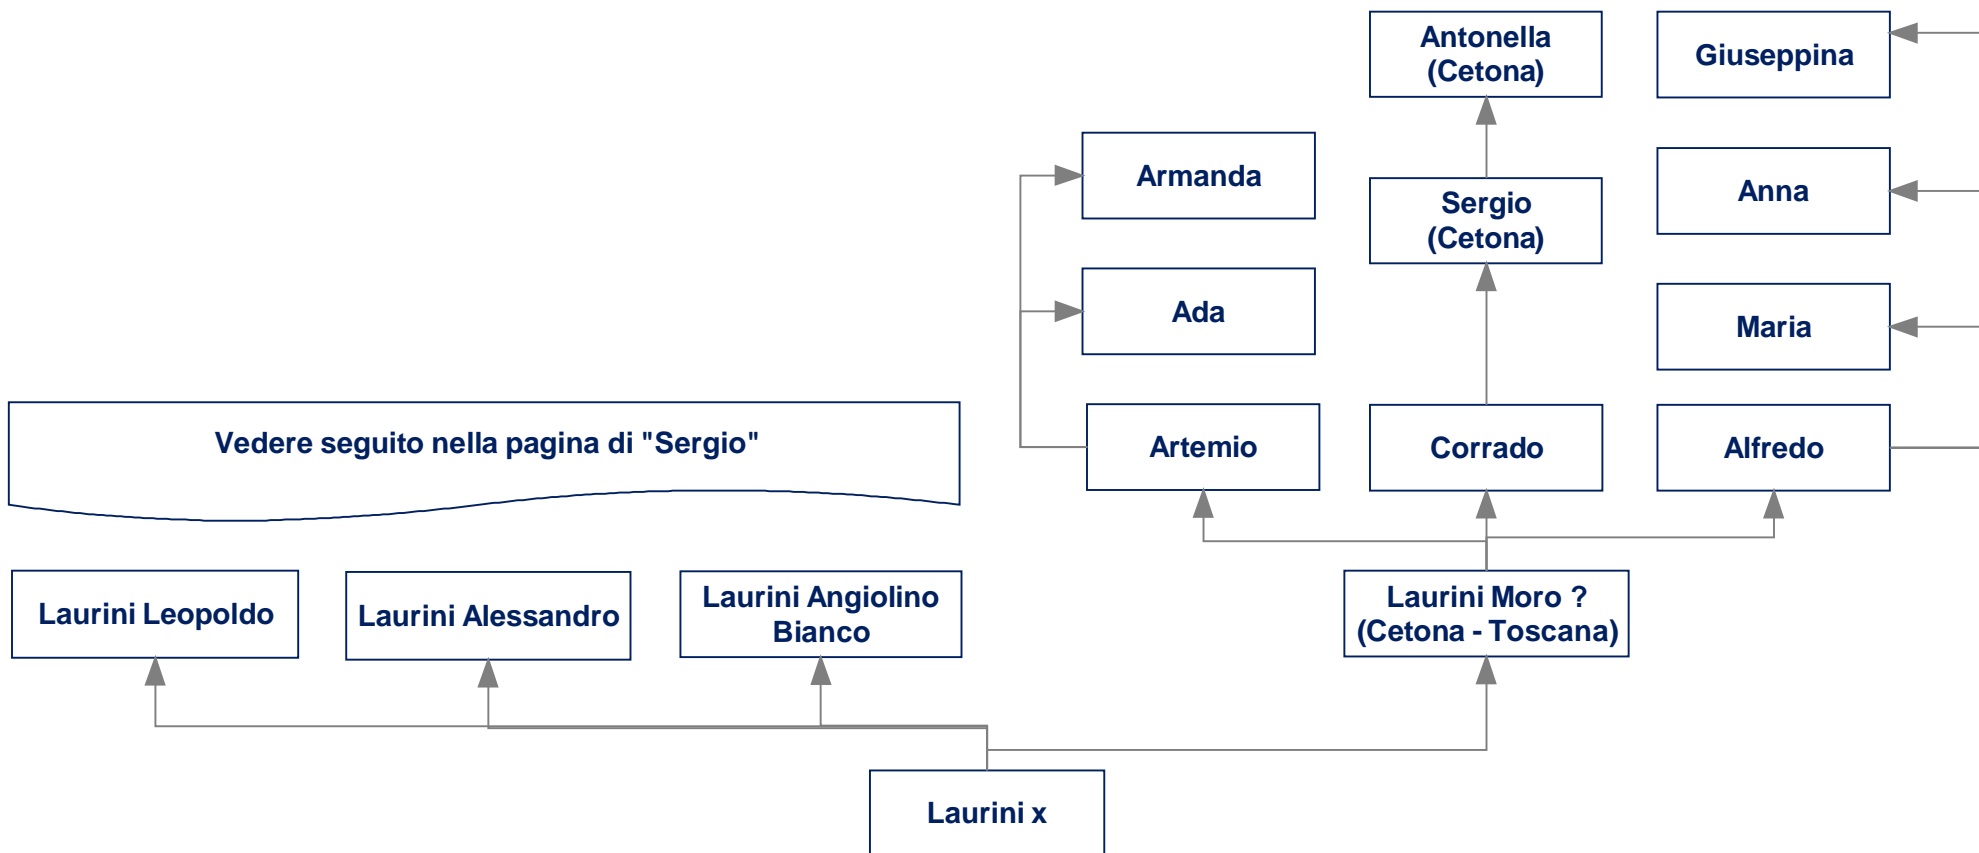 Antonella
(Cetona)
Giuseppina
Armanda
Sergio
(Cetona)
Anna
Ada
Maria
Vedere seguito nella pagina di "Sergio"
Artemio
Corrado
Alfredo
Laurini Leopoldo
Laurini Alessandro
Laurini Angiolino
Bianco
Laurini Moro ?
(Cetona - Toscana)
Laurini x